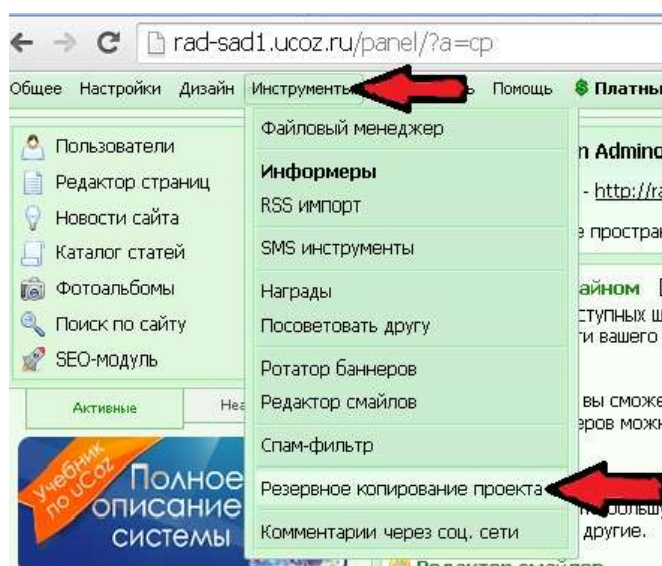 rad-sad1.ucoz.ru/panel/?a=cp
Общее Настройки Дизайн Инструменты Помощь Платны
Пользователи
Редактор страниц
Новости сайта
Каталог статей
Фотоальбомы
Поиск по сайту
SEO-модуль
Активные Неа
Учебник
по uCoz
Полное
описание
системы
Файловый менеджер
Информеры
RSS импорт
SMS инструменты
Награды
Посоветовать другу
Ротатор баннеров
Редактор смайлов
Спам-фильтр
Резервное копирование проекта
Комментарии через соц. сети
n Admino
- http://ra
е простран
айном
ступных ш
ти вашего
вы сможе
еров можн
другие.